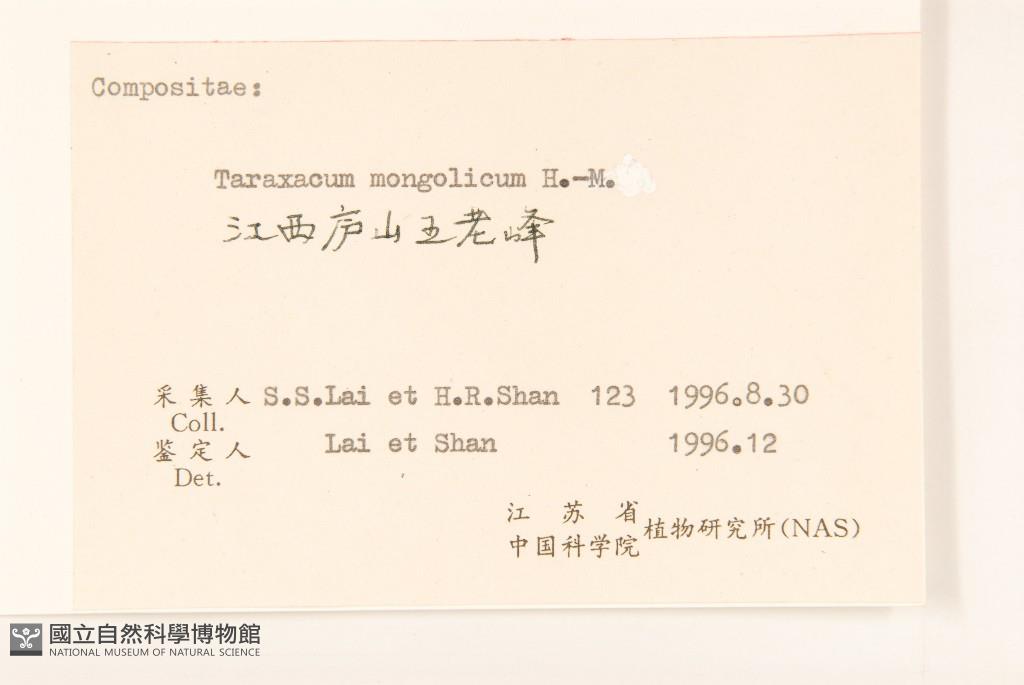 Compositae:
Taraxacum mongolicum H.-M.
江西庐山五老峰
采集人 S.S.Lai et H.R.Shan 123 1996.8.30
Coll.
鉴定人 Lai et Shan 1996.12
Det.
江苏省
中国科学院 植物研究所(NAS)
國立自然科學博物館
NATIONAL MUSEUM OF NATURAL SCIENCE